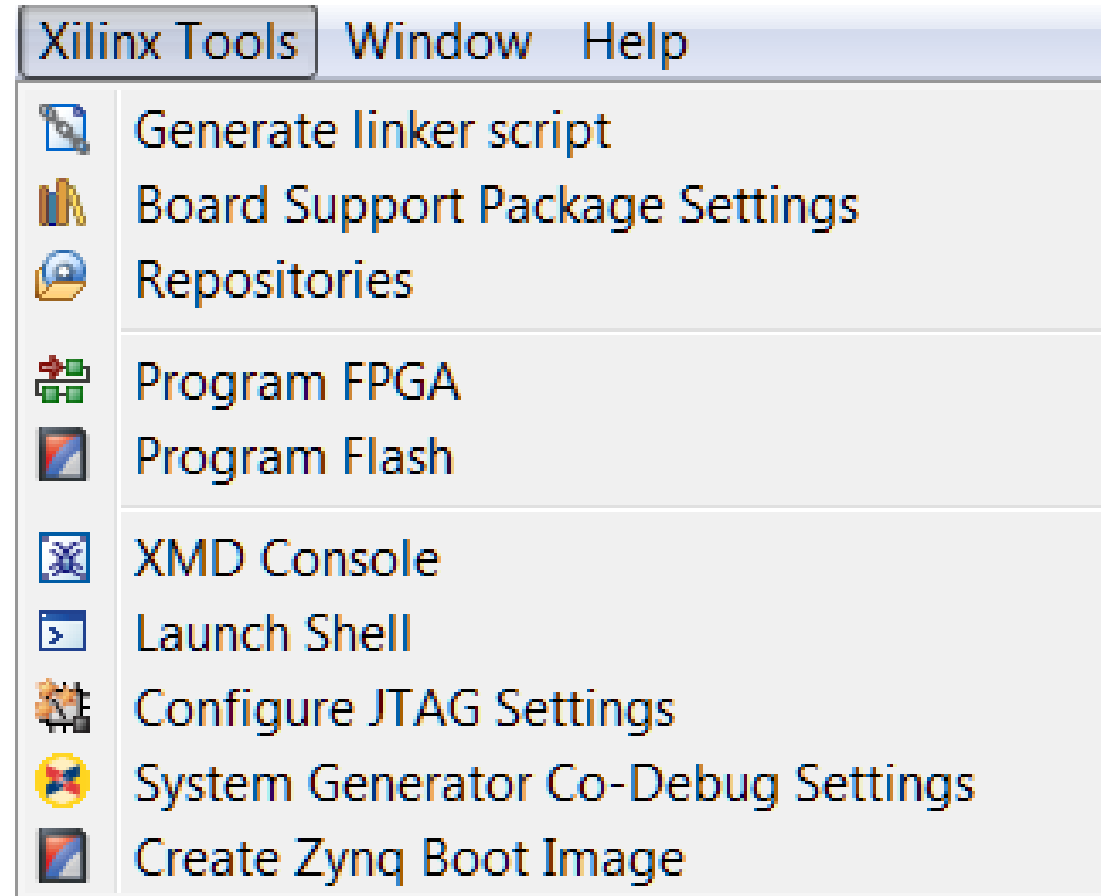 Xilinx Tools Window Help
Generate linker script
Board Support Package Settings
Repositories
Program FPGA
Program Flash
XMD Console
Launch Shell
Configure JTAG Settings
System Generator Co-Debug Settings
Create Zynq Boot Image